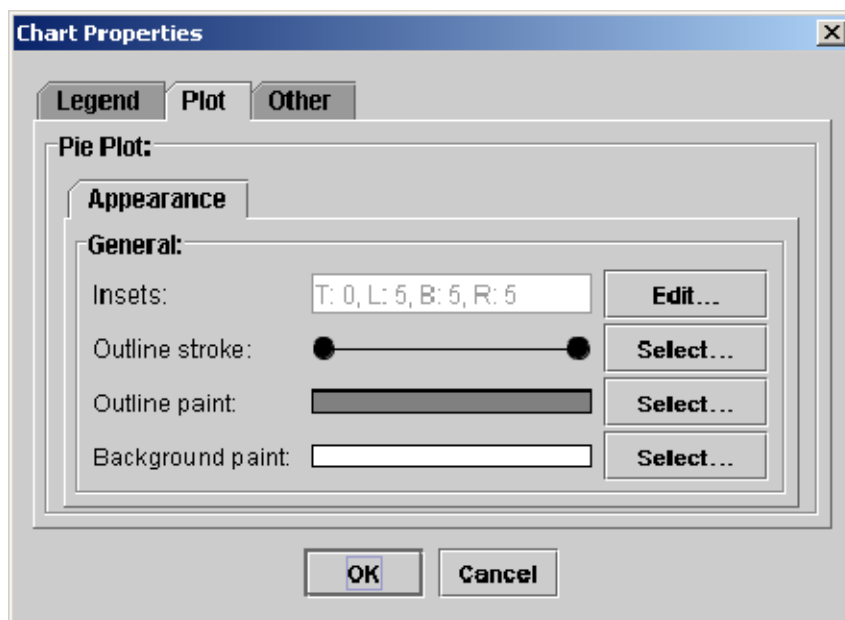 Chart Properties
Legend Plot Other
Pie Plot:
Appearance
General:
Insets: T: 0, L: 5, B: 5, R: 5 Edit...
Outline stroke: Select...
Outline paint: Select...
Background paint: Select...
OK Cancel